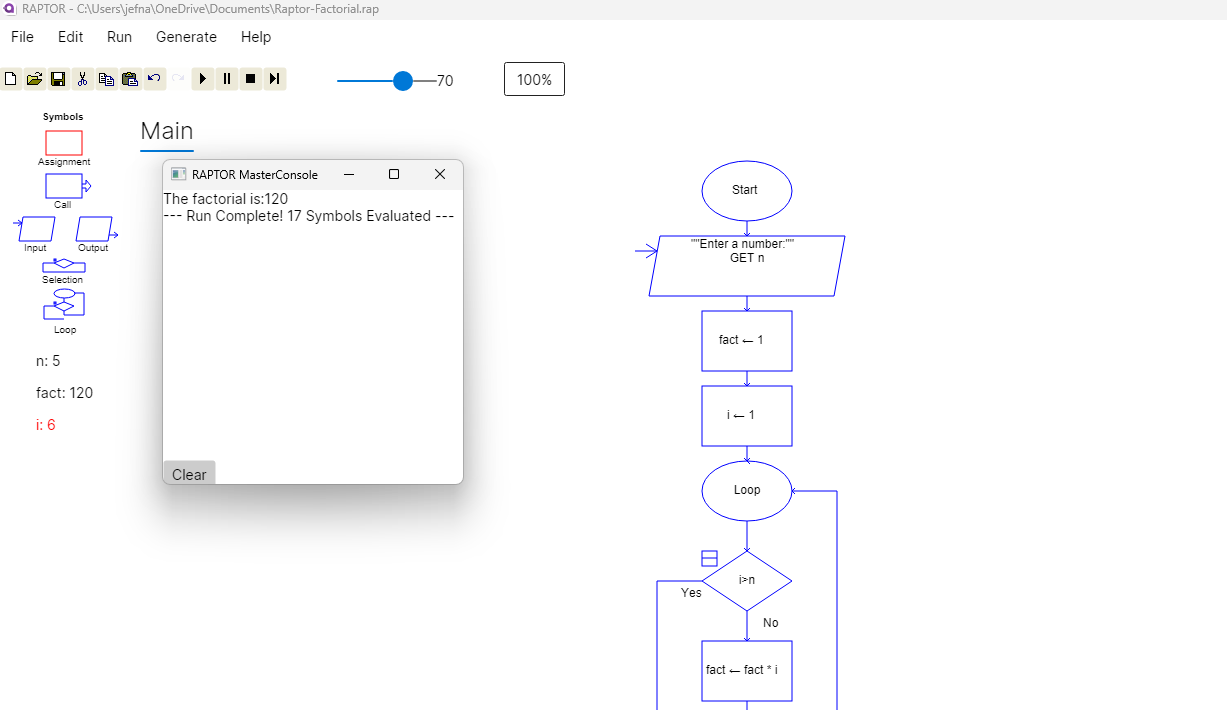 RAPTOR - C:\Users\jefna\OneDrive\Documents\Raptor-Factorial.rap
File Edit Run Generate Help
70
100%
Symbols
Assignment
Call
Input Output
Selection
Loop
n: 5
fact: 120
i: 6
Main
RAPTOR MasterConsole
The factorial is:120
--- Run Complete! 17 Symbols Evaluated ---
Clear
Start
""Enter a number:""
GET n
fact ← 1
i ← 1
Loop
i>n
Yes
No
fact ← fact * i